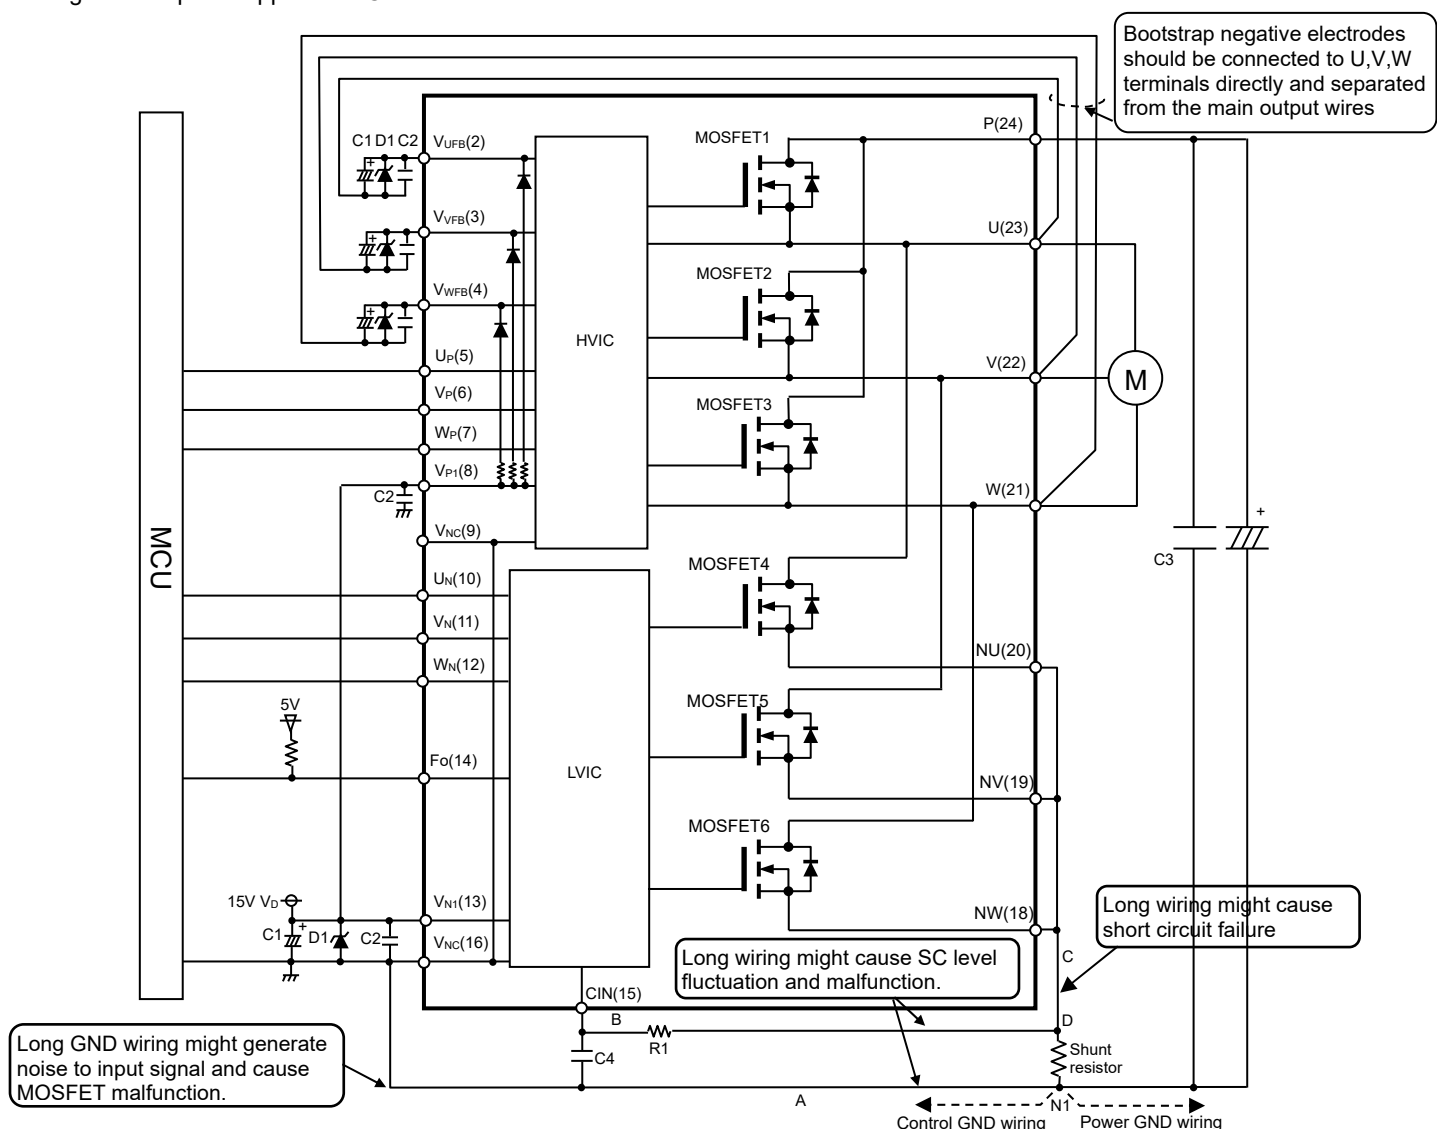 Bootstrap negative electrodes
should be connected to U,V,W
terminals directly and separated
from the main output wires
P(24)
MOSFET1
C1 D1 C2
+
VUFB(2)
VVFB(3)
+
U(23)
MOSFET2
VWFB(4)
+
HVIC
UP(5)
V(22)
M
VP(6)
MOSFET3
WP(7)
VP1(8)
C2
W(21)
+
C3
VNC(9)
MCU
MOSFET4
UN(10)
VN(11)
WN(12)
NU(20)
5V
MOSFET5
Fo(14)
LVIC
NV(19)
MOSFET6
15V VD
VN1(13)
NW(18)
Long wiring might cause
short circuit failure
C1
+
D1
C2
VNC(16)
Long wiring might cause SC level
fluctuation and malfunction.
C
CIN(15)
B
D
R1
Long GND wiring might generate
noise to input signal and cause
MOSFET malfunction.
C4
Shunt
resistor
A
N1
Control GND wiring
Power GND wiring